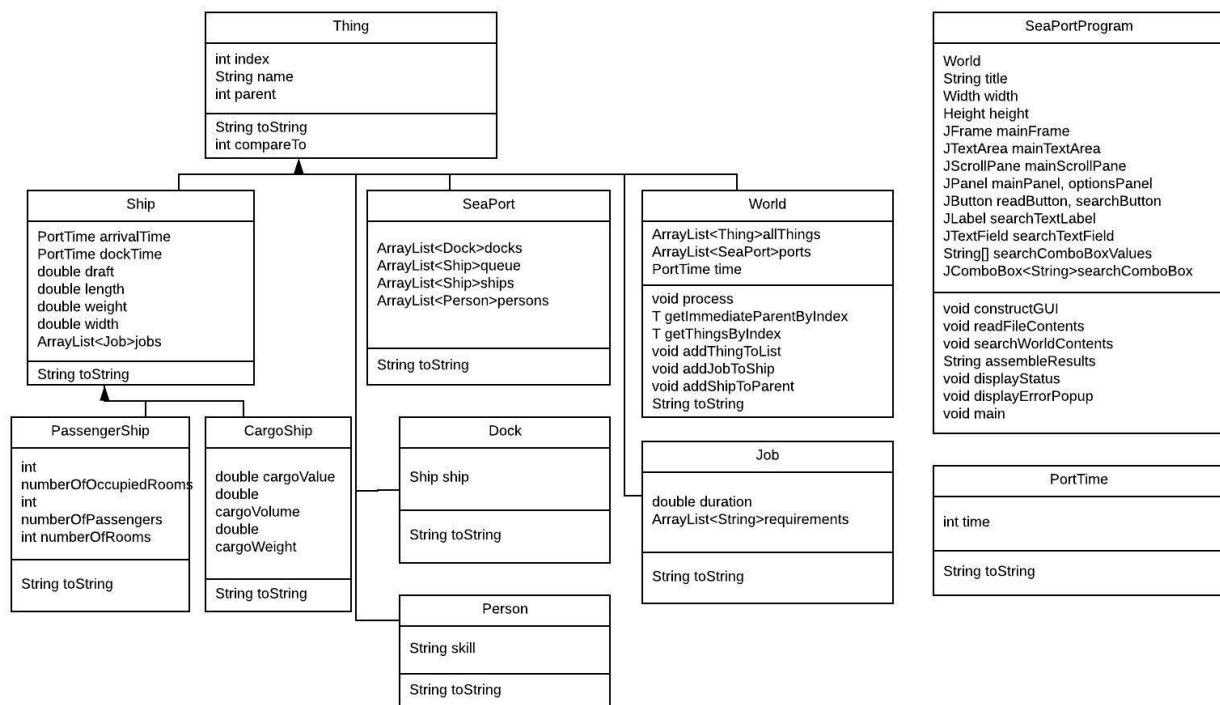 Thing
int index
String name
int parent
String toString
int compareTo
SeaPortProgram
World
String title
Width width
Height height
JFrame mainFrame
JTextArea mainTextArea
JScrollPane mainScrollPane
JPanel mainPanel, optionsPanel
JButton readButton, searchButton
JLabel searchTextLabel
JTextField searchTextField
String[] searchComboBoxValues
JComboBox<String>searchComboBox
void constructGUI
void readFileContents
void searchWorldContents
String assembleResults
void displayStatus
void displayErrorPopup
void main
Ship
PortTime arrivalTime
PortTime dockTime
double draft
double length
double weight
double width
ArrayList<Job>jobs
String toString
SeaPort
ArrayList<Dock>docks
ArrayList<Ship>queue
ArrayList<Ship>ships
ArrayList<Person>persons
String toString
World
ArrayList<Thing>allThings
ArrayList<SeaPort>ports
PortTime time
void process
T getImmediateParentByIndex
T getThingsByIndex
void addThingToList
void addJobToShip
void addShipToParent
String toString
PassengerShip
int
numberOfOccupiedRooms
int
numberOfPassengers
int numberOfRooms
String toString
CargoShip
double cargoValue
double
cargoVolume
double
cargoWeight
String toString
Dock
Ship ship
String toString
Job
double duration
ArrayList<String>requirements
String toString
PortTime
int time
String toString
Person
String skill
String toString